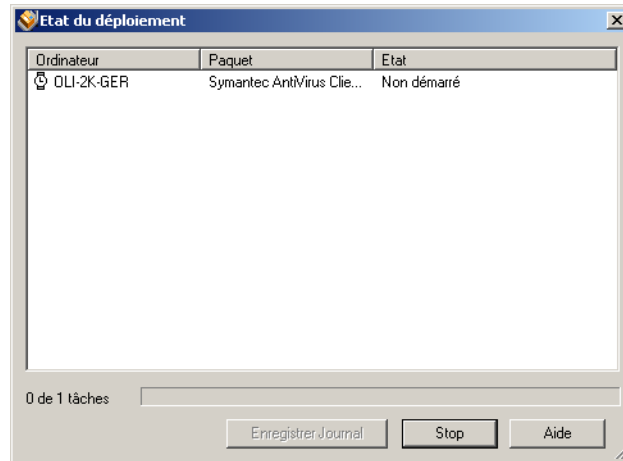 Etat du déploiement
Ordinateur Paquet Etat
OLI-2K-GER Symantec AntiVirus Clie... Non démarré
0 de 1 tâches
Enregistrer Journal Stop Aide